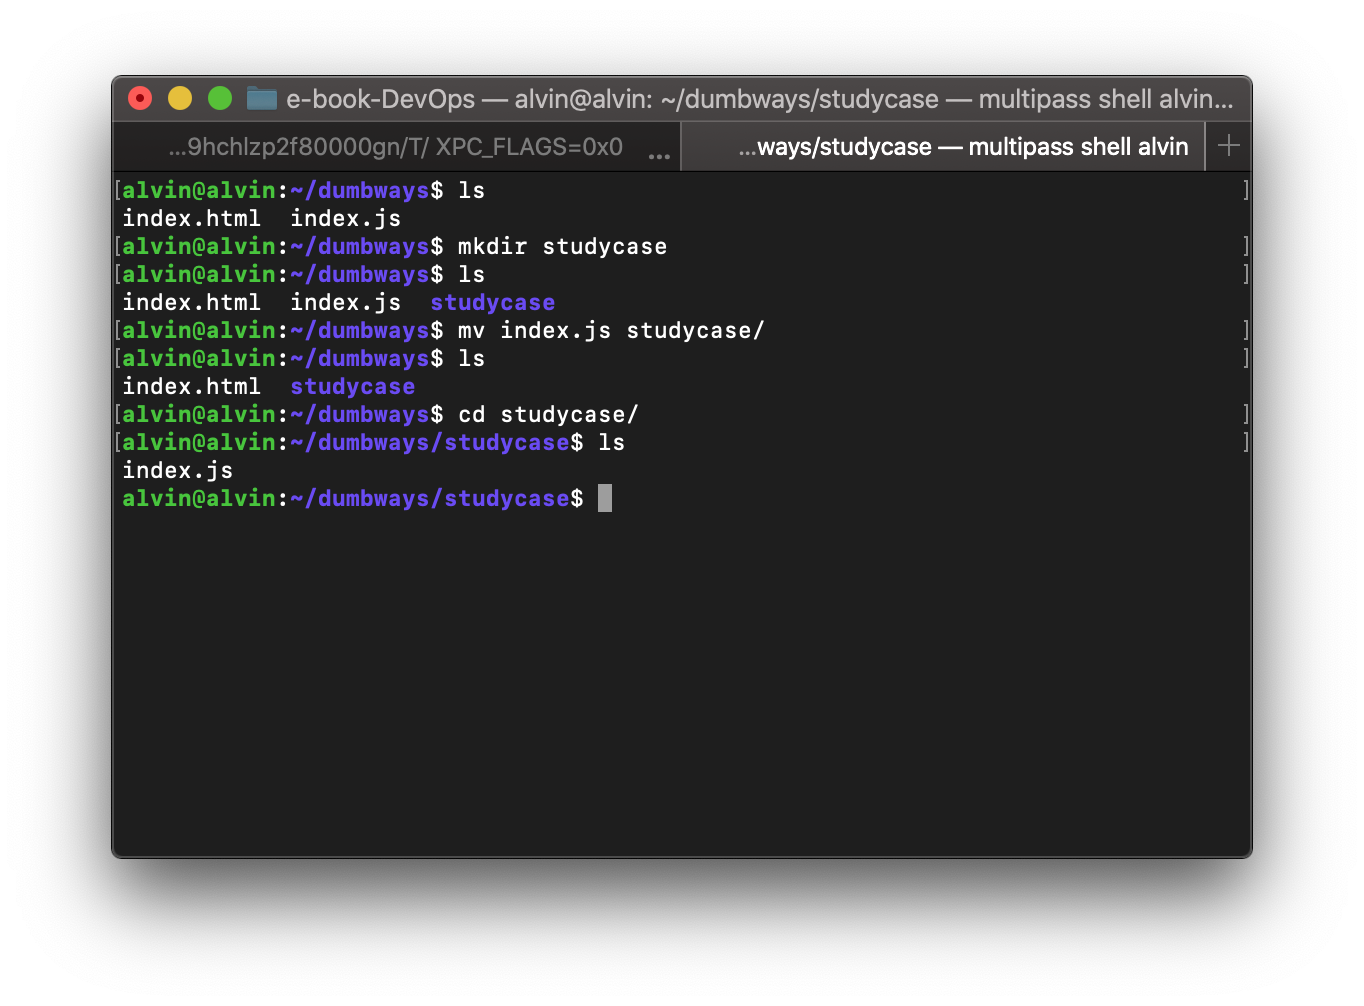 e-book-DevOps — alvin@alvin: ~/dumbways/studycase — multipass shell alvin...
...9hchlzp2f80000gn/T/ XPC_FLAGS=0x0 ...
...ways/studycase — multipass shell alvin +
[alvin@alvin:~/dumbways$ ls ]
index.html  index.js
[alvin@alvin:~/dumbways$ mkdir studycase ]
[alvin@alvin:~/dumbways$ ls ]
index.html  index.js  studycase
[alvin@alvin:~/dumbways$ mv index.js studycase/ ]
[alvin@alvin:~/dumbways$ ls ]
index.html  studycase
[alvin@alvin:~/dumbways$ cd studycase/ ]
[alvin@alvin:~/dumbways/studycase$ ls ]
index.js
alvin@alvin:~/dumbways/studycase$